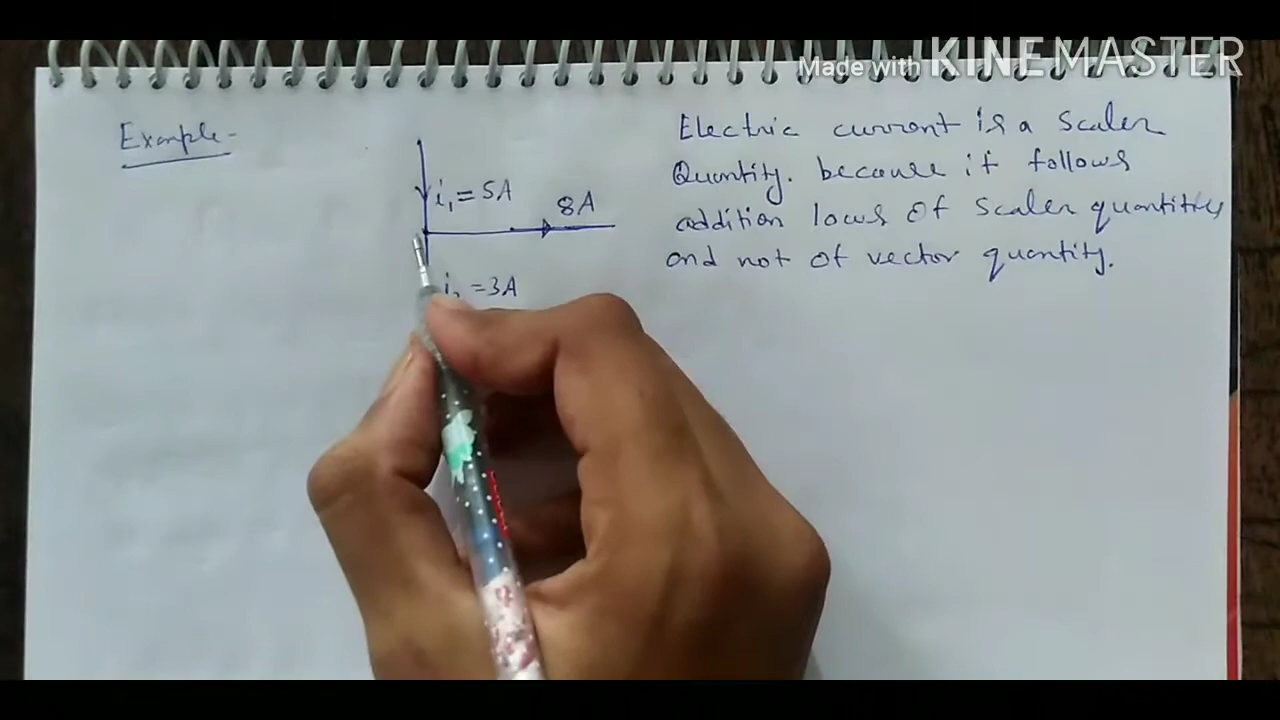 Made with KINEMASTER
Example-
i₁ = 5A
8A
i₂ = 3A
Electric current is a Scaler
Quantity. because it follows
addition laws of Scaler quantities
and not of vector quantity.